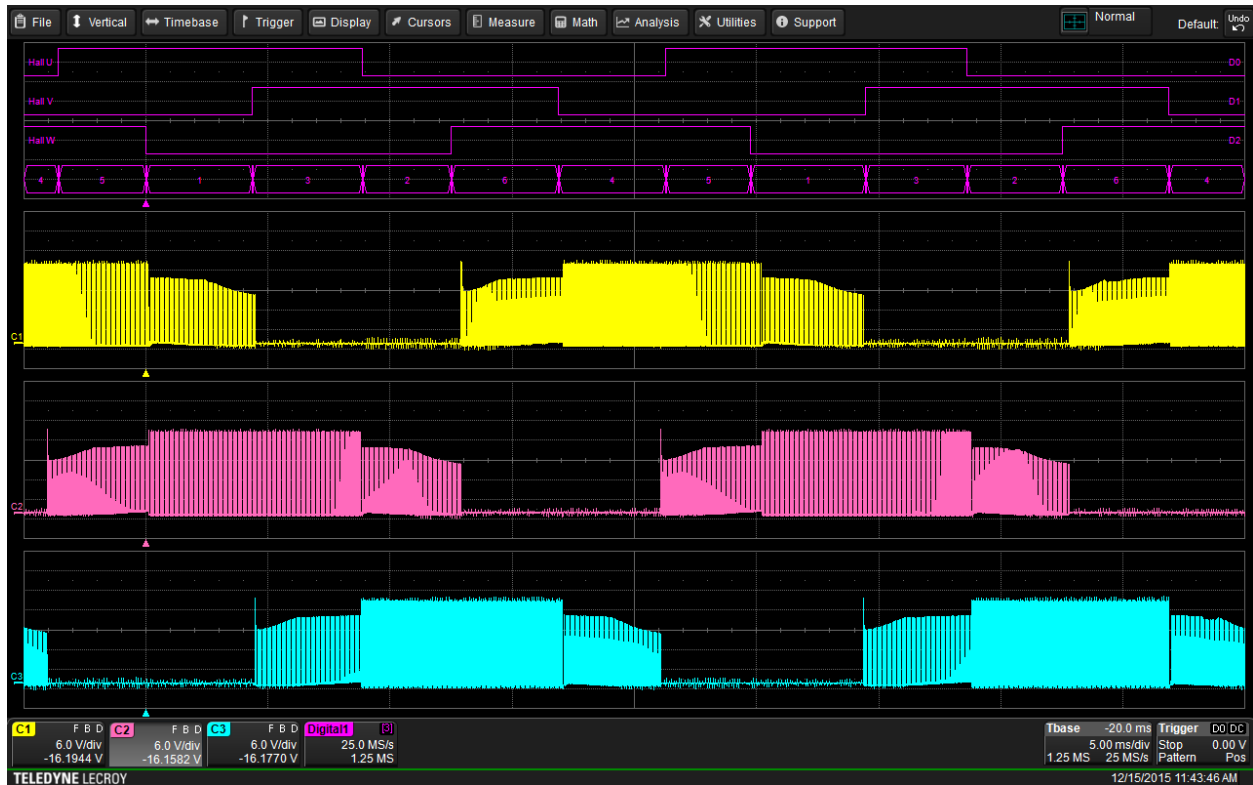 File Vertical Timebase Trigger Display Cursors Measure Math Analysis Utilities Support Normal Default: Undo
Hall U D0
Hall V D1
Hall W D2
4 5 1 3 2 6 4 5 1 3 2 6 4
C1
C2
C3
C1 F B D C2 F B D C3 F B D Digital1 [3] Tbase -20.0 ms Trigger D0 DC
6.0 V/div 6.0 V/div 6.0 V/div 25.0 MS/s 5.00 ms/div Stop 0.00 V
-16.1944 V -16.1582 V -16.1770 V 1.25 MS 1.25 MS 25 MS/s Pattern Pos
TELEDYNE LECROY 12/15/2015 11:43:46 AM